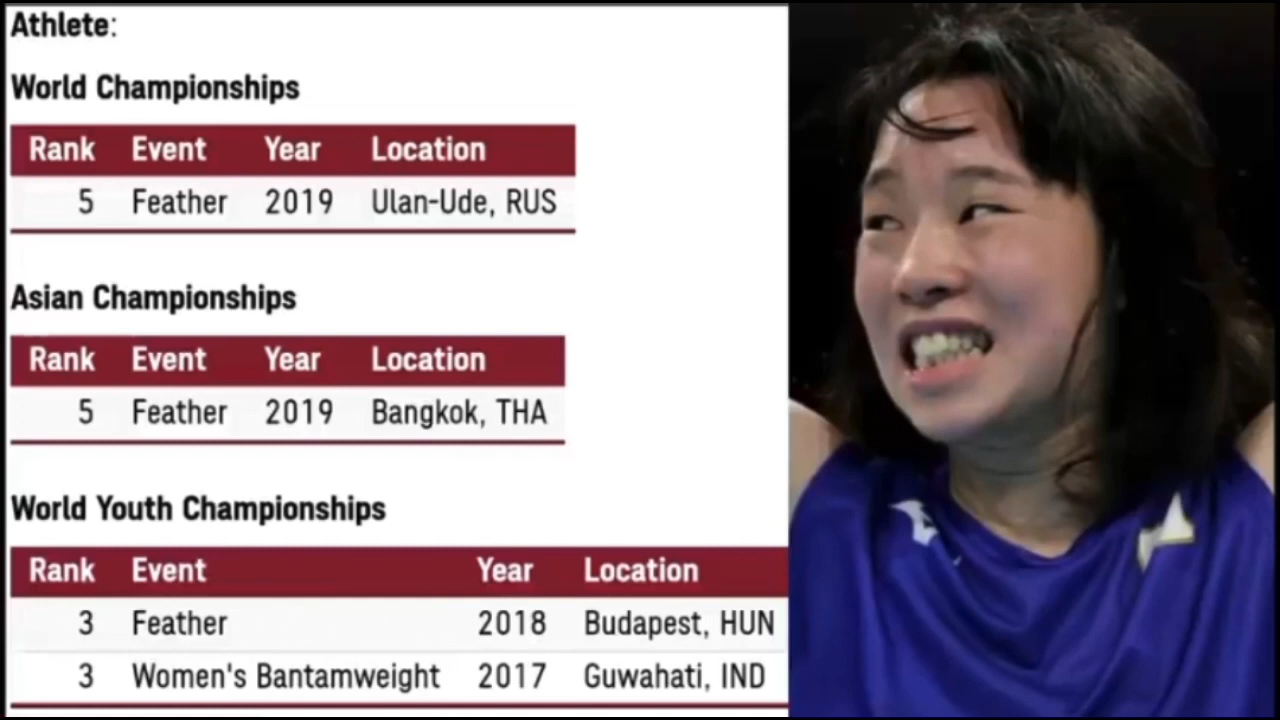 Athlete:
World Championships
Rank Event Year Location
5 Feather 2019 Ulan-Ude, RUS
Asian Championships
Rank Event Year Location
5 Feather 2019 Bangkok, THA
World Youth Championships
Rank Event Year Location
3 Feather 2018 Budapest, HUN
3 Women's Bantamweight 2017 Guwahati, IND